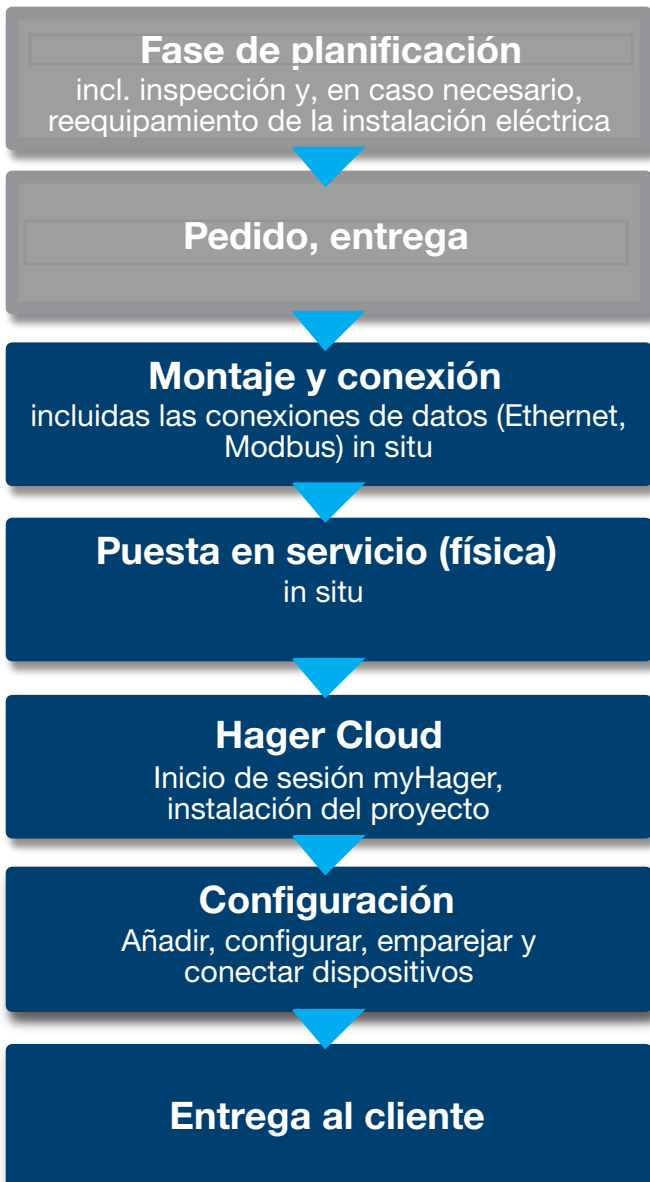 Fase de planificación
incl. inspección y, en caso necesario,
reequipamiento de la instalación eléctrica
Pedido, entrega
Montaje y conexión
incluidas las conexiones de datos (Ethernet,
Modbus) in situ
Puesta en servicio (física)
in situ
Hager Cloud
Inicio de sesión myHager,
instalación del proyecto
Configuración
Añadir, configurar, emparejar y
conectar dispositivos
Entrega al cliente